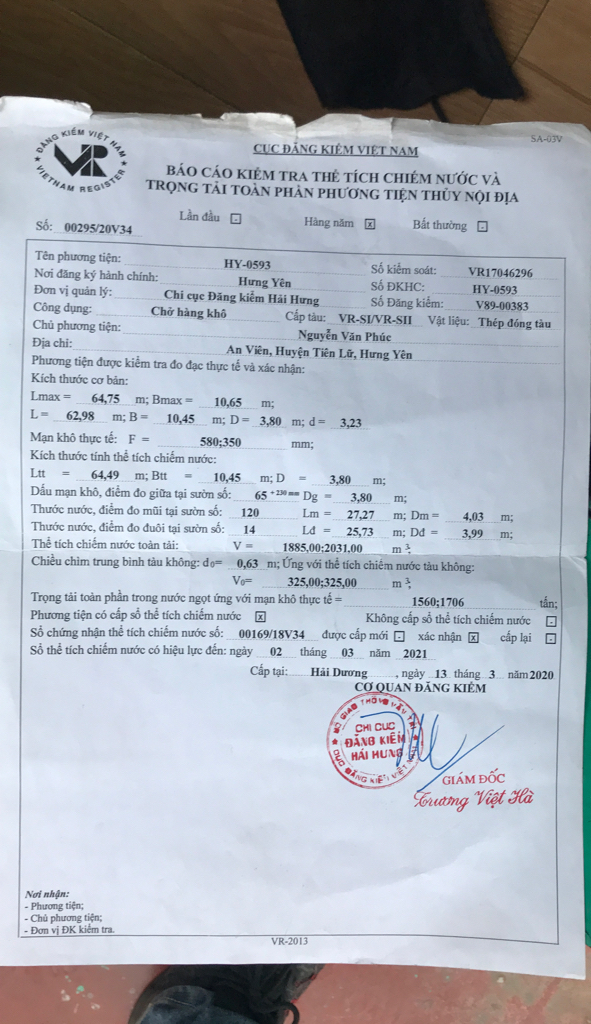 SA-03V
ĐĂNG KIỂM VIỆT NAM
VR
VIETNAM REGISTER
CỤC ĐĂNG KIỂM VIỆT NAM
BÁO CÁO KIỂM TRA THỂ TÍCH CHIẾM NƯỚC VÀ
TRỌNG TẢI TOÀN PHẦN PHƯƠNG TIỆN THỦY NỘI ĐỊA
Số: 00295/20V34 Lần đầu - Hàng năm x Bất thường -
Tên phương tiện: HY-0593 Số kiểm soát: VR17046296
Nơi đăng ký hành chính: Hưng Yên Số ĐKHC: HY-0593
Đơn vị quản lý: Chi cục Đăng kiểm Hải Hưng Số Đăng kiểm: V89-00383
Công dụng: Chở hàng khô Cấp tàu: VR-SI/VR-SII Vật liệu: Thép đóng tàu
Chủ phương tiện: Nguyễn Văn Phúc
Địa chỉ: An Viên, Huyện Tiên Lữ, Hưng Yên
Phương tiện được kiểm tra đo đạc thực tế và xác nhận:
Kích thước cơ bản:
Lmax = 64,75 m; Bmax = 10,65 m;
L = 62,98 m; B = 10,45 m; D = 3,80 m; d = 3,23
Mạn khô thực tế: F = 580;350 mm;
Kích thước tính thể tích chiếm nước:
Ltt = 64,49 m; Btt = 10,45 m; D = 3,80 m;
Dấu mạn khô, điểm đo giữa tại sườn số: 65 +230 mm Dg = 3,80 m;
Thước nước, điểm đo mũi tại sườn số: 120 Lm = 27,27 m; Dm = 4,03 m;
Thước nước, điểm đo đuôi tại sườn số: 14 Lđ = 25,73 m; Dđ = 3,99 m;
Thể tích chiếm nước toàn tải: V = 1885,00;2031,00 m³;
Chiều chìm trung bình tàu không: d₀= 0,63 m; Ứng với thể tích chiếm nước tàu không:
V₀= 325,00;325,00 m³;
Trọng tải toàn phần trong nước ngọt ứng với mạn khô thực tế = 1560;1706 tấn;
Phương tiện có cấp sổ thể tích chiếm nước x Không cấp sổ thể tích chiếm nước -
Số chứng nhận thể tích chiếm nước số: 00169/18V34 được cấp mới - xác nhận x cấp lại -
Sổ thể tích chiếm nước có hiệu lực đến: ngày 02 tháng 03 năm 2021
Cấp tại: Hải Dương , ngày 13 tháng 3 năm 2020
CƠ QUAN ĐĂNG KIỂM
BỘ GIAO THÔNG VẬN TẢI
CHI CỤC
ĐĂNG KIỂM
HẢI HƯNG
CỤC ĐĂNG KIỂM VIỆT NAM
GIÁM ĐỐC
Trương Việt Hà
Nơi nhận:
- Phương tiện;
- Chủ phương tiện;
- Đơn vị ĐK kiểm tra.
VR-2013